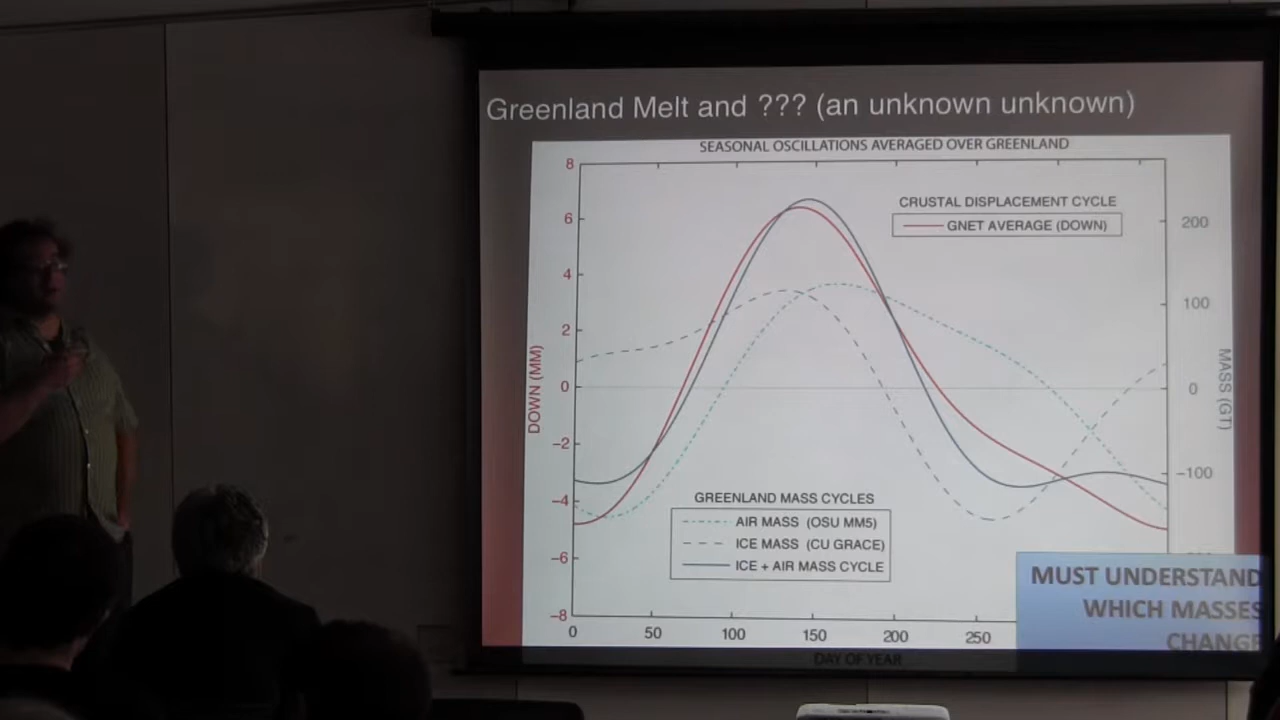 Greenland Melt and ??? (an unknown unknown)
SEASONAL OSCILLATIONS AVERAGED OVER GREENLAND
8
6
4
2
0
−2
−4
−6
−8
DOWN (MM)
CRUSTAL DISPLACEMENT CYCLE
GNET AVERAGE (DOWN)
200
100
0
−100
MASS (GT)
GREENLAND MASS CYCLES
AIR MASS (OSU MM5)
ICE MASS (CU GRACE)
ICE + AIR MASS CYCLE
0 50 100 150 200 250
DAY OF YEAR
MUST UNDERSTAND
WHICH MASSES
CHANGE